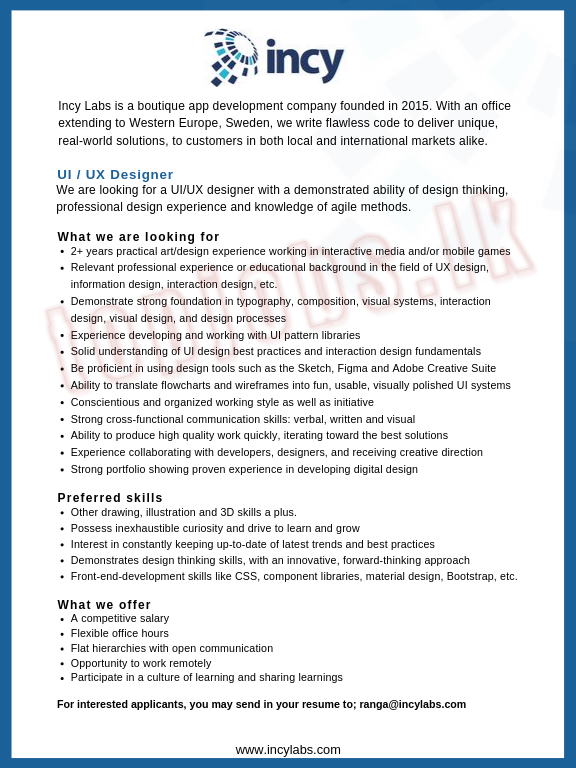 incy
Incy Labs is a boutique app development company founded in 2015. With an office
extending to Western Europe, Sweden, we write flawless code to deliver unique,
real-world solutions, to customers in both local and international markets alike.
UI / UX Designer
We are looking for a UI/UX designer with a demonstrated ability of design thinking,
professional design experience and knowledge of agile methods.
What we are looking for
• 2+ years practical art/design experience working in interactive media and/or mobile games
• Relevant professional experience or educational background in the field of UX design,
information design, interaction design, etc.
• Demonstrate strong foundation in typography, composition, visual systems, interaction
design, visual design, and design processes
• Experience developing and working with UI pattern libraries
• Solid understanding of UI design best practices and interaction design fundamentals
• Be proficient in using design tools such as the Sketch, Figma and Adobe Creative Suite
• Ability to translate flowcharts and wireframes into fun, usable, visually polished UI systems
• Conscientious and organized working style as well as initiative
• Strong cross-functional communication skills: verbal, written and visual
• Ability to produce high quality work quickly, iterating toward the best solutions
• Experience collaborating with developers, designers, and receiving creative direction
• Strong portfolio showing proven experience in developing digital design
Preferred skills
• Other drawing, illustration and 3D skills a plus.
• Possess inexhaustible curiosity and drive to learn and grow
• Interest in constantly keeping up-to-date of latest trends and best practices
• Demonstrates design thinking skills, with an innovative, forward-thinking approach
• Front-end-development skills like CSS, component libraries, material design, Bootstrap, etc.
What we offer
• A competitive salary
• Flexible office hours
• Flat hierarchies with open communication
• Opportunity to work remotely
• Participate in a culture of learning and sharing learnings
For interested applicants, you may send in your resume to; ranga@incylabs.com
www.incylabs.com